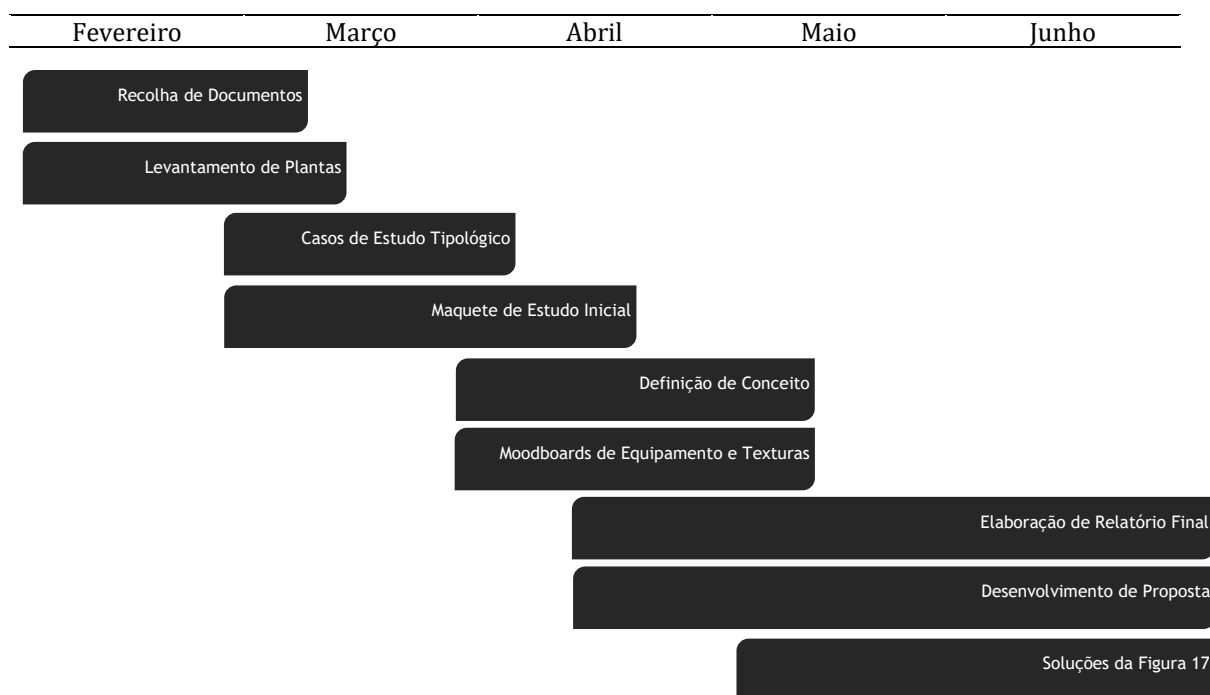 Fevereiro Março Abril Maio Junho
Recolha de Documentos
Levantamento de Plantas
Casos de Estudo Tipológico
Maquete de Estudo Inicial
Definição de Conceito
Moodboards de Equipamento e Texturas
Elaboração de Relatório Final
Desenvolvimento de Proposta
Soluções da Figura 17